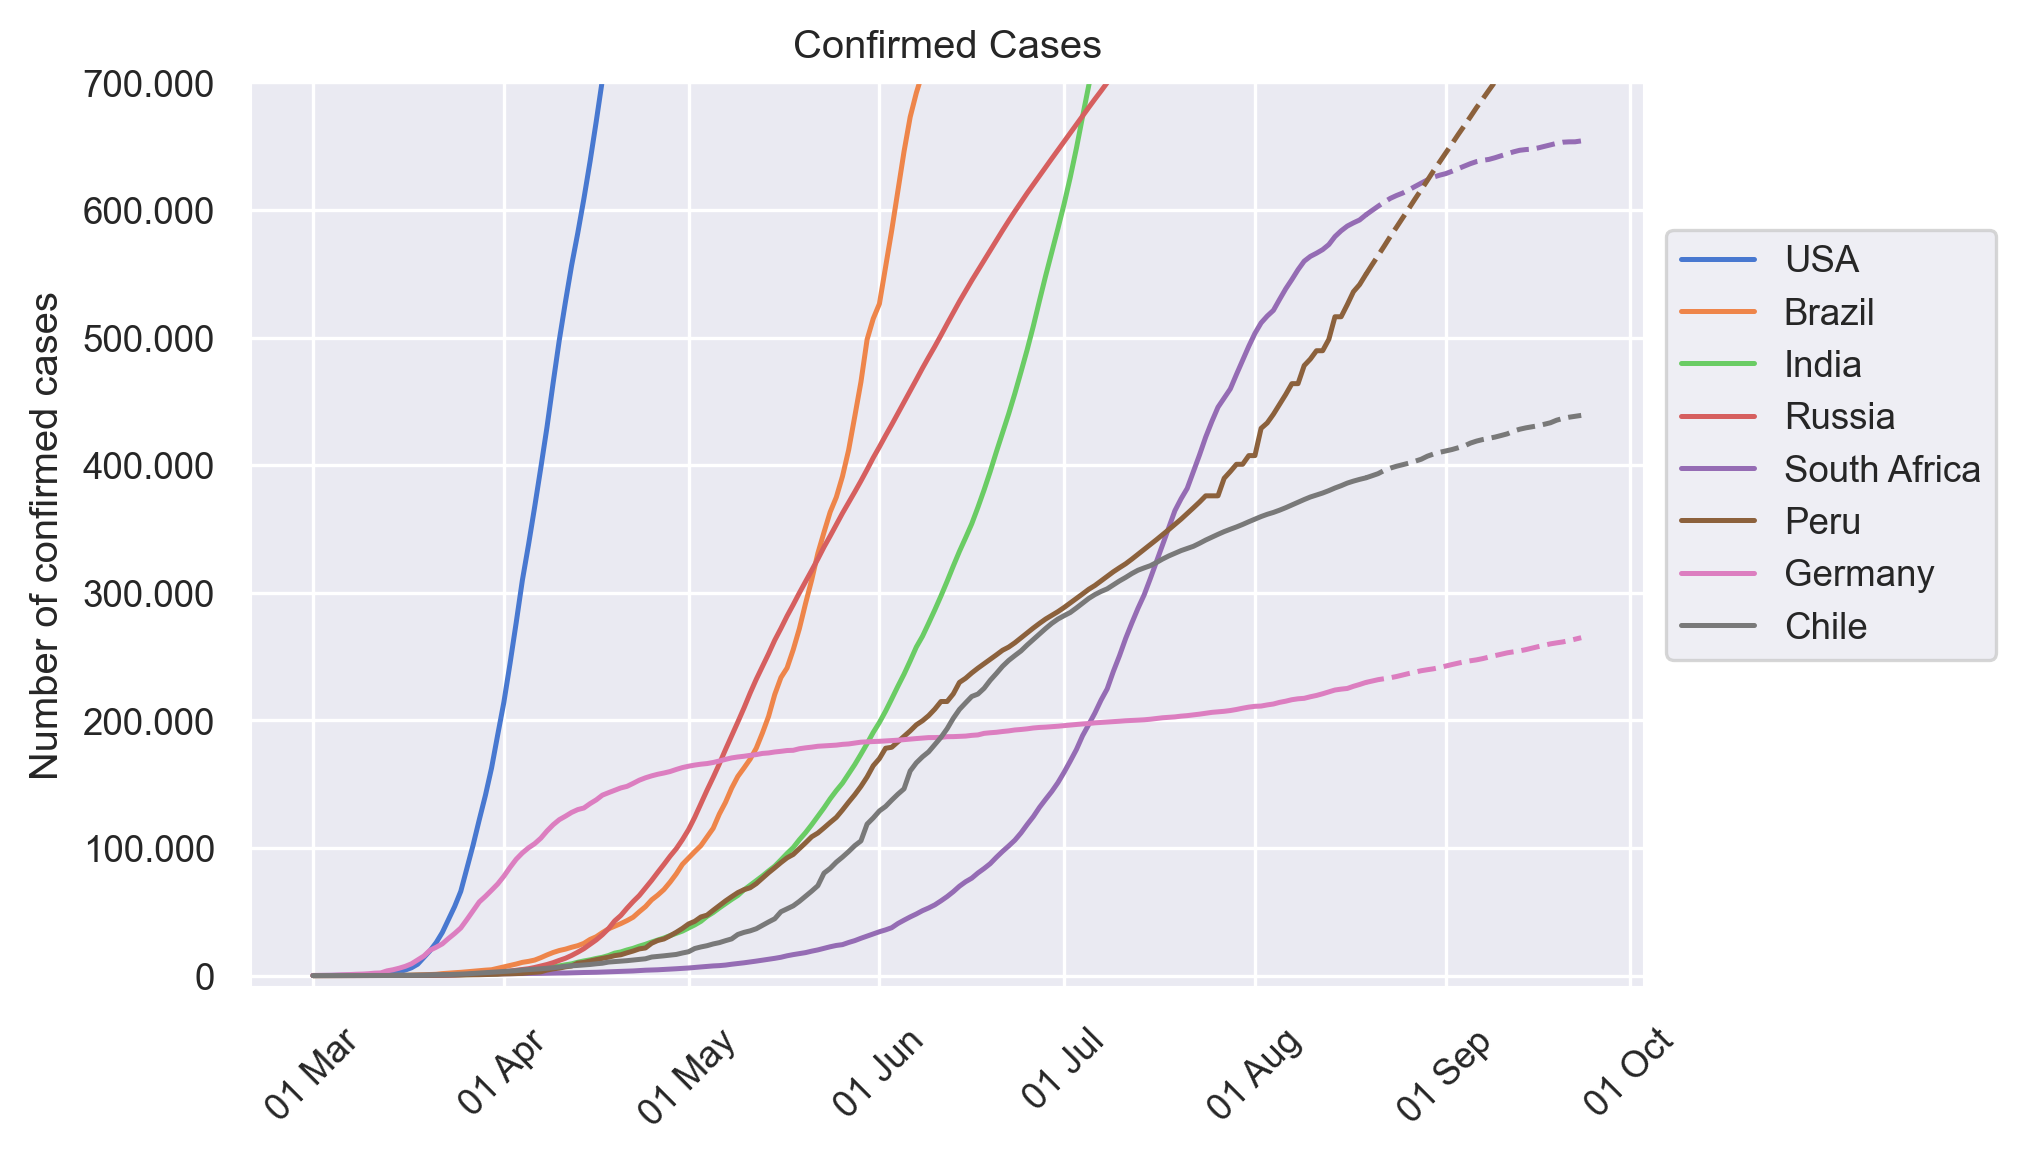 Confirmed Cases
Number of confirmed cases
700.000
600.000
500.000
400.000
300.000
200.000
100.000
0
01 Mar
01 Apr
01 May
01 Jun
01 Jul
01 Aug
01 Sep
01 Oct
USA
Brazil
India
Russia
South Africa
Peru
Germany
Chile